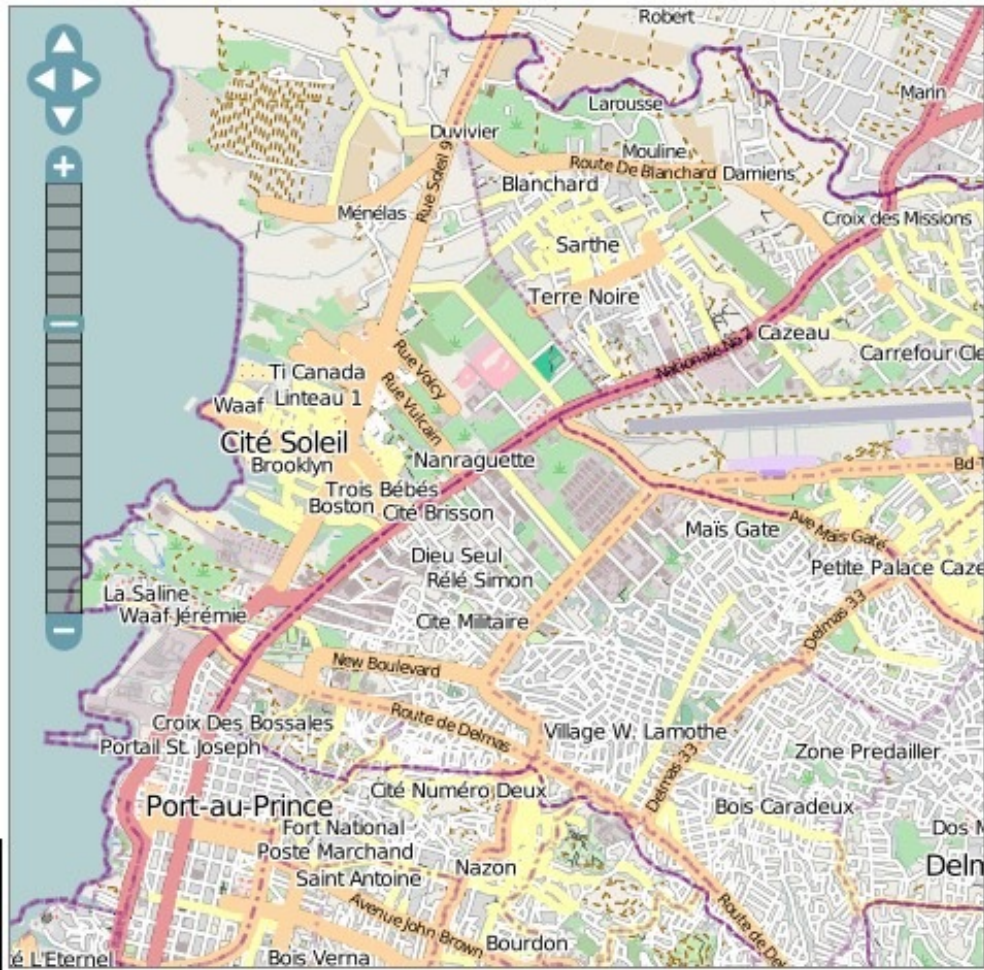 Robert
Marin
Larousse
Duvivier
Mouline
Route De Blanchard
Damiens
Blanchard
Rue Soleil 9
Ménélas
Croix des Missions
Sarthe
Terre Noire
Cazeau
Nationale No 2
Carrefour Cle
Rue Volcy
Ti Canada
Linteau 1
Rue Vulcain
Waaf
Cité Soleil
Brooklyn
Nanraguette
Bd T
Trois Bébés
Boston
Cité Brisson
Maïs Gate
Ave Maïs Gaté
Dieu Seul
Rélé Simon
Petite Palace Caze
La Saline
Waaf Jérémie
Cite Militaire
Delmas 33
New Boulevard
Croix Des Bossales
Route de Delmas
Village W. Lamothe
Portail St. Joseph
Zone Predailler
Delmas 33
Cité Numéro Deux
Port-au-Prince
Bois Caradeux
Fort National
Dos M
Poste Marchand
Nazon
Delm
Saint Antoine
Avenue John Brown
Route de De
Bourdon
é L'Eternel
Bois Verna